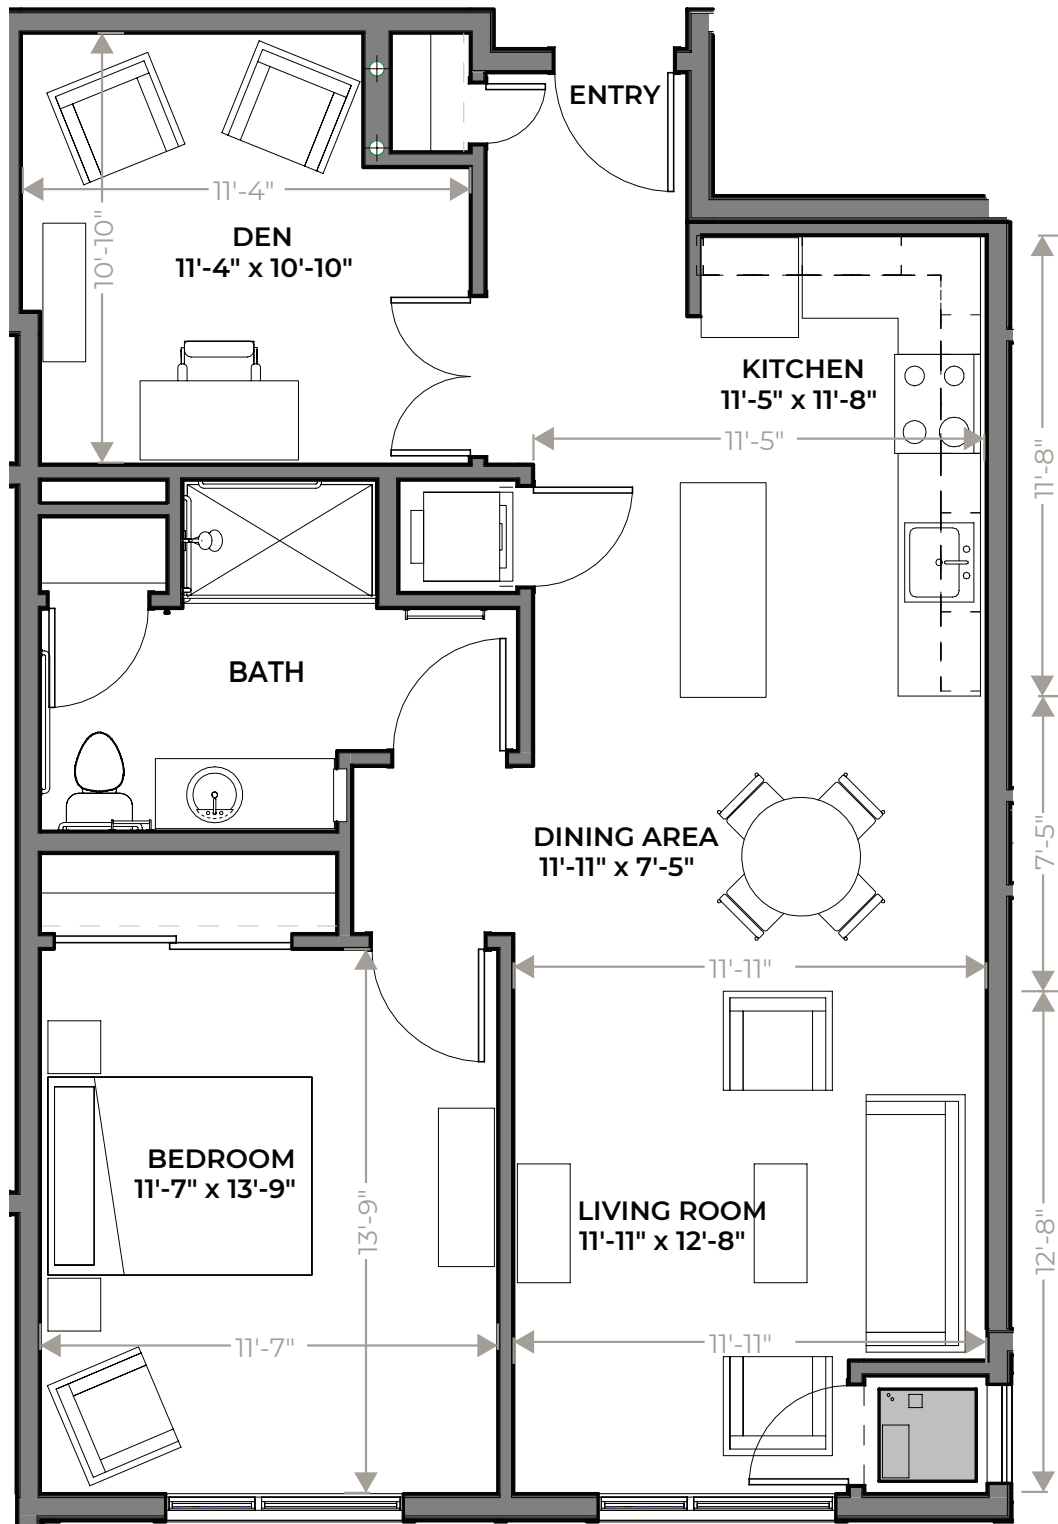 ENTRY
11'-4"
10'-10"
DEN
11'-4" x 10'-10"
KITCHEN
11'-5" x 11'-8"
11'-5"
11'-8"
BATH
DINING AREA
11'-11" x 7'-5"
7'-5"
11'-11"
BEDROOM
11'-7" x 13'-9"
13'-9"
LIVING ROOM
11'-11" x 12'-8"
12'-8"
11'-7"
11'-11"